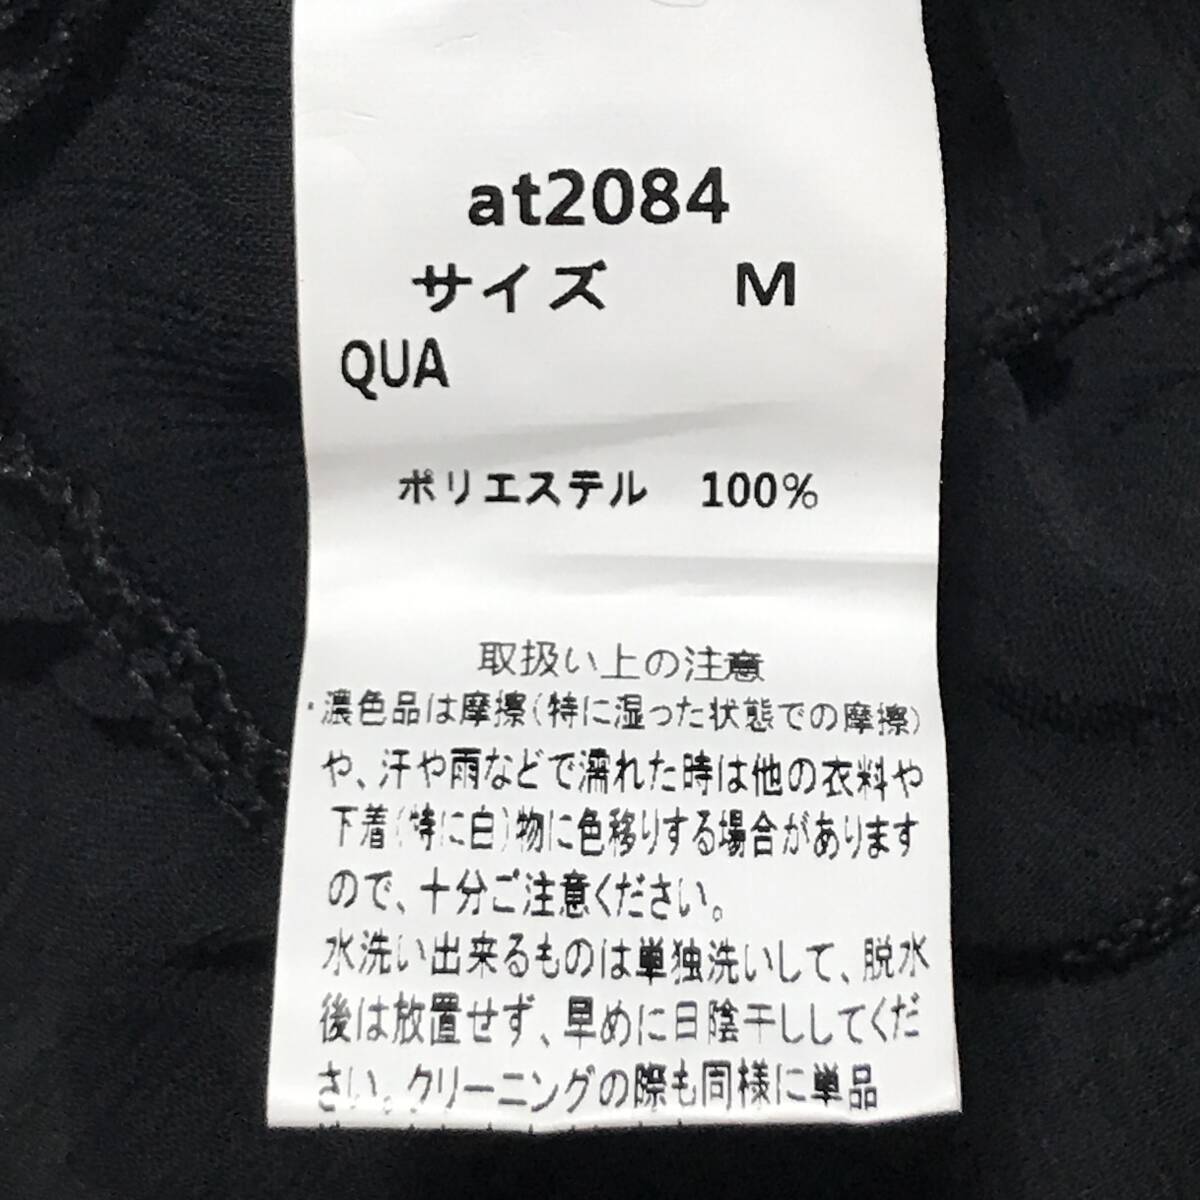 at2084
サイズ M
QUA
ポリエステル 100%
取扱い上の注意
・濃色品は摩擦(特に湿った状態での摩擦)
や、汗や雨などで濡れた時は他の衣料や
下着(特に白)物に色移りする場合があります
ので、十分ご注意ください。
水洗い出来るものは単独洗いして、脱水
後は放置せず、早めに日陰干ししてくだ
さい。クリーニングの際も同様に単品